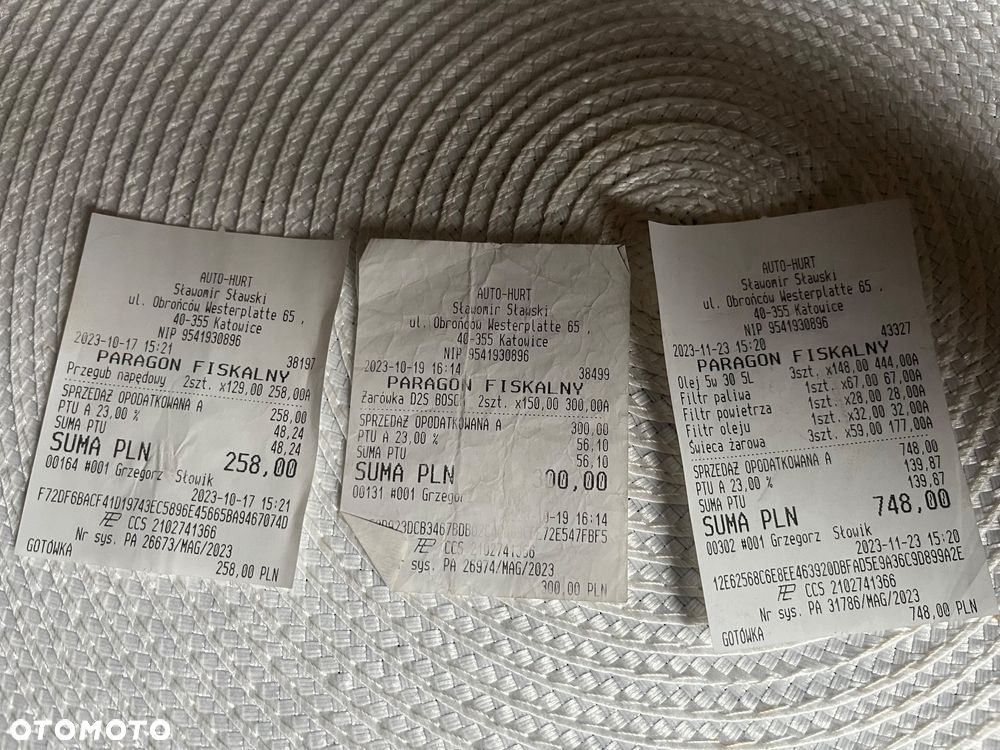 AUTO-HURT
Sławomir Sławski
ul. Obrońców Westerplatte 65 ,
40-355 Katowice
NIP 9541930896
2023-10-17 15:21 38197
PARAGON FISKALNY
Przegub napędowy 2szt. x129,00 258,00A
SPRZEDAŻ OPODATKOWANA A 258,00
PTU A 23,00 % 48,24
SUMA PTU 48,24
SUMA PLN 258,00
00164 #001 Grzegorz Słowik
2023-10-17 15:21
F72DF6BACF41D19743EC5896E45665BA9467074D
CCS 2102741366
Nr sys. PA 26673/MAG/2023
GOTÓWKA 258,00 PLN
AUTO-HURT
Sławomir Sławski
ul. Obrońców Westerplatte 65 ,
40-355 Katowice
NIP 9541930896
2023-10-19 16:14 38499
PARAGON FISKALNY
żarówka D2S BOSC 2szt. x150,00 300,00A
SPRZEDAŻ OPODATKOWANA A 300,00
PTU A 23,00 % 56,10
SUMA PTU 56,10
SUMA PLN 300,00
00131 #001 Grzegor
0-19 16:14
72E547FBF5
CCS 2102741366
sys. PA 26974/MAG/2023
300,00 PLN
AUTO-HURT
Sławomir Sławski
ul. Obrońców Westerplatte 65 ,
40-355 Katowice
NIP 9541930896
2023-11-23 15:20 43327
PARAGON FISKALNY
Olej 5w 30 5L 3szt. x148,00 444,00A
Filtr paliwa 1szt. x67,00 67,00A
Filtr powietrza 1szt. x28,00 28,00A
Filtr oleju 1szt. x32,00 32,00A
Świeca żarowa 3szt. x59,00 177,00A
SPRZEDAŻ OPODATKOWANA A 748,00
PTU A 23,00 % 139,87
SUMA PTU 139,87
SUMA PLN 748,00
00302 #001 Grzegorz Słowik
2023-11-23 15:20
12E62568C6E8EE463920DBFAD5E9A36C9D899A2E
CCS 2102741366
Nr sys. PA 31786/MAG/2023
GOTÓWKA 748,00 PLN
OTOMOTO